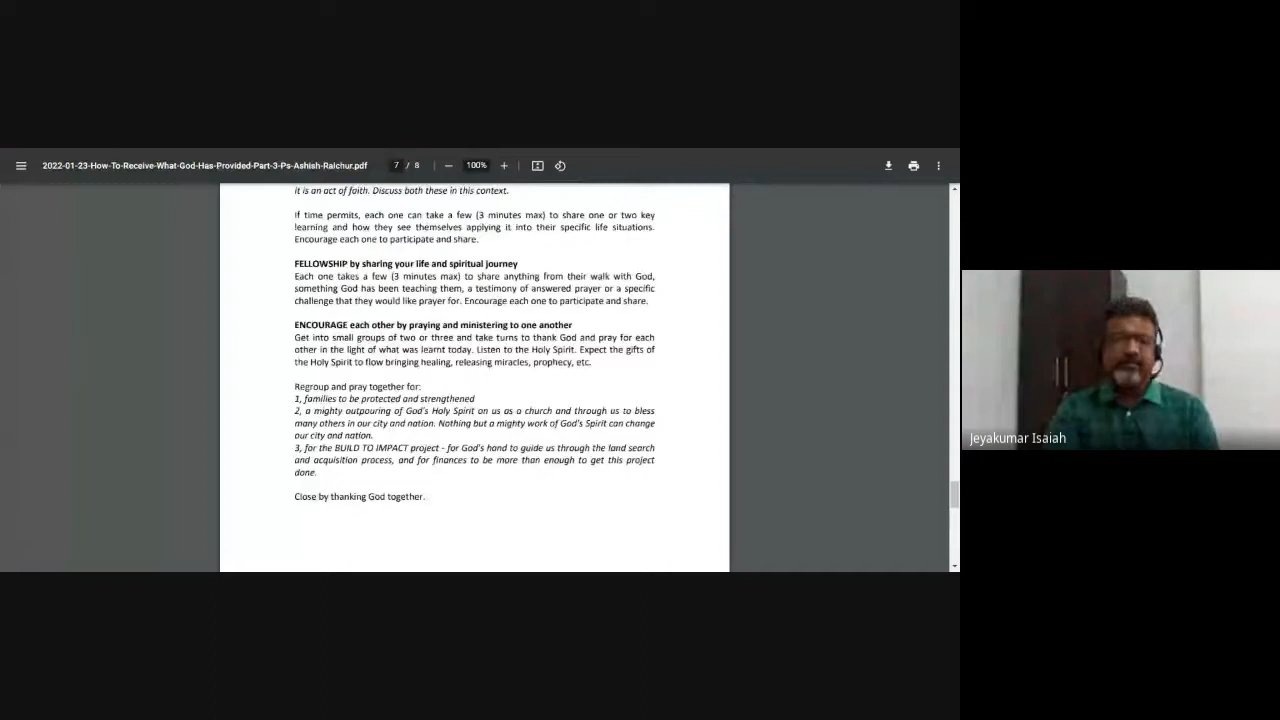 2022-01-23-How-To-Receive-What-God-Has-Provided-Part-3-Ps-Ashish-Raichur.pdf
7 / 8
100%
it is an act of faith. Discuss both these in this context.
If time permits, each one can take a few (3 minutes max) to share one or two key
learning and how they see themselves applying it into their specific life situations.
Encourage each one to participate and share.
FELLOWSHIP by sharing your life and spiritual journey
Each one takes a few (3 minutes max) to share anything from their walk with God,
something God has been teaching them, a testimony of answered prayer or a specific
challenge that they would like prayer for. Encourage each one to participate and share.
ENCOURAGE each other by praying and ministering to one another
Get into small groups of two or three and take turns to thank God and pray for each
other in the light of what was learnt today. Listen to the Holy Spirit. Expect the gifts of
the Holy Spirit to flow bringing healing, releasing miracles, prophecy, etc.
Regroup and pray together for:
1, families to be protected and strengthened
2, a mighty outpouring of God's Holy Spirit on us as a church and through us to bless
many others in our city and nation. Nothing but a mighty work of God's Spirit can change
our city and nation.
3, for the BUILD TO IMPACT project - for God's hand to guide us through the land search
and acquisition process, and for finances to be more than enough to get this project
done.
Close by thanking God together.
Jeyakumar Isaiah